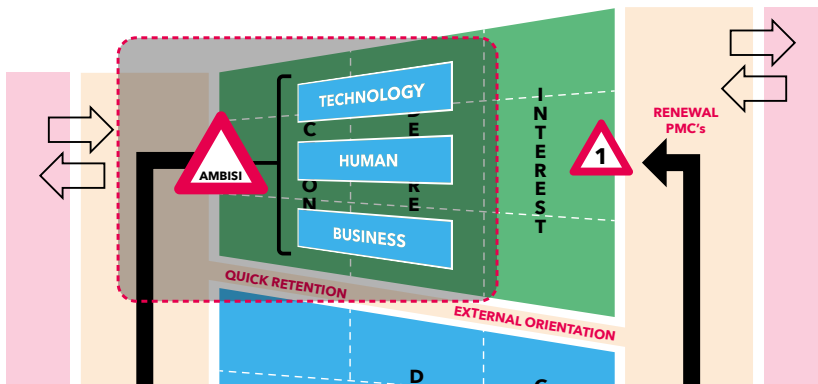 TECHNOLOGY
HUMAN
BUSINESS
AMBISI
INTEREST
1
RENEWAL
PMC's
QUICK RETENTION
EXTERNAL ORIENTATION
D